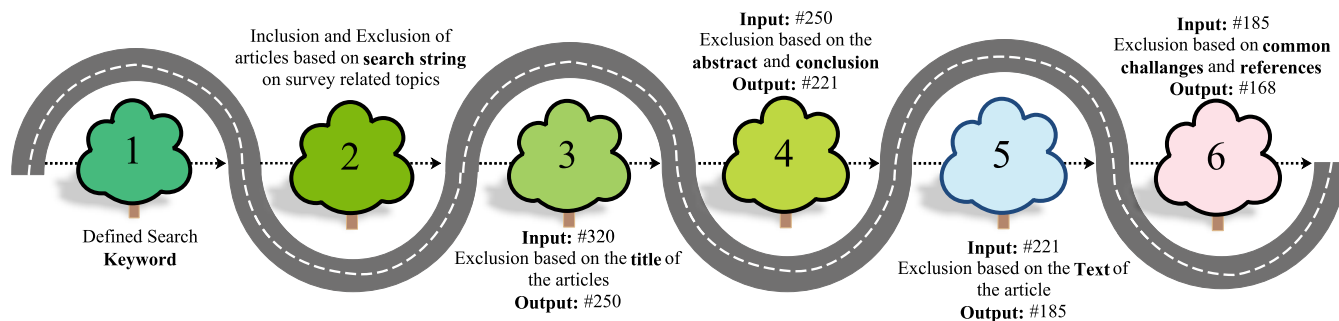 1
Defined Search
Keyword
Inclusion and Exclusion of
articles based on search string
on survey related topics
2
3
Input: #320
Exclusion based on the title of
the articles
Output: #250
Input: #250
Exclusion based on the
abstract and conclusion
Output: #221
4
5
Input: #221
Exclusion based on the Text of
the article
Output: #185
Input: #185
Exclusion based on common
challanges and references
Output: #168
6